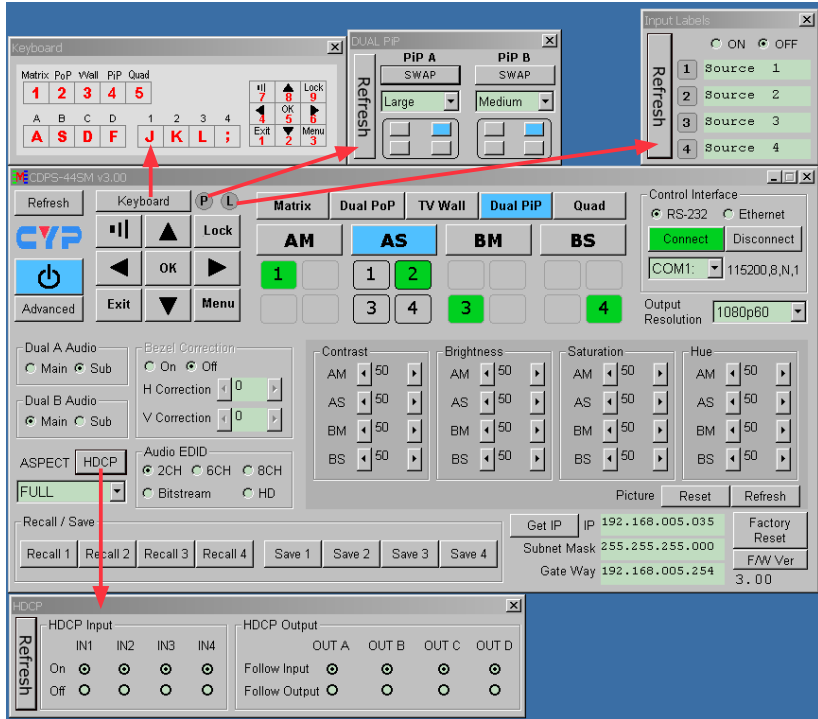 Keyboard
Matrix PoP Wall PiP Quad
1 2 3 4 5
A B C D 1 2 3 4
A S D F J K L ;
7 8 Lock 9
4 OK 5 6
Exit 1 2 Menu 3
DUAL PiP
PiP A PiP B
Refresh
SWAP SWAP
Large Medium
Input Labels
ON OFF
Refresh
1 Source 1
2 Source 2
3 Source 3
4 Source 4
CDPS-44SM v3.00
Refresh Keyboard P L
CYP
Lock
OK
Advanced Exit Menu
Matrix Dual PoP TV Wall Dual PiP Quad
AM AS BM BS
1 1 2
3 4 3 4
Control Interface
RS-232 Ethernet
Connect Disconnect
COM1: 115200,8,N,1
Output
Resolution 1080p60
Dual A Audio
Main Sub
Dual B Audio
Main Sub
Bezel Correction
On Off
H Correction 0
V Correction 0
ASPECT HDCP
FULL
Audio EDID
2CH 6CH 8CH
Bitstream HD
Contrast Brightness Saturation Hue
AM 50 AM 50 AM 50 AM 50
AS 50 AS 50 AS 50 AS 50
BM 50 BM 50 BM 50 BM 50
BS 50 BS 50 BS 50 BS 50
Picture Reset Refresh
Recall / Save
Recall 1 Recall 2 Recall 3 Recall 4 Save 1 Save 2 Save 3 Save 4
Get IP IP 192.168.005.035
Subnet Mask 255.255.255.000
Gate Way 192.168.005.254
Factory
Reset
F/W Ver
3.00
HDCP
Refresh
HDCP Input
IN1 IN2 IN3 IN4
On
Off
HDCP Output
OUT A OUT B OUT C OUT D
Follow Input
Follow Output